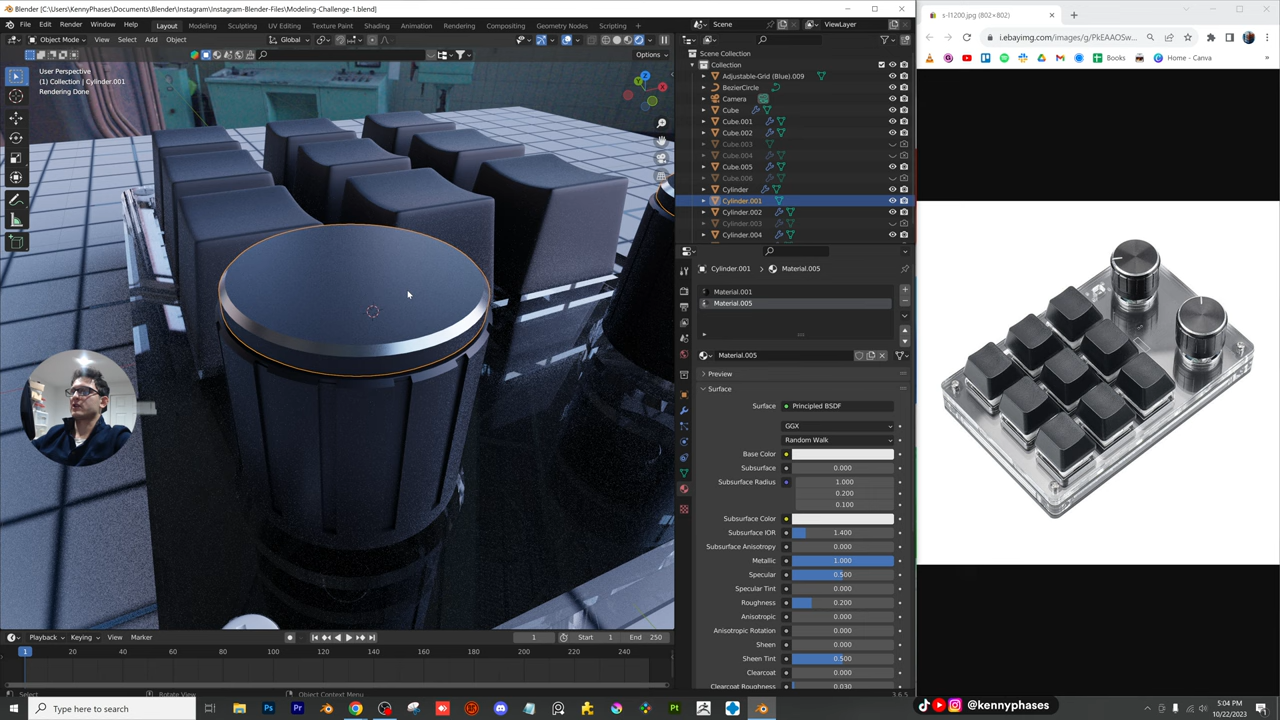 Blender [C:\Users\KennyPhases\Documents\Blender\Instagram\Instagram-Blender-Files\Modeling-Challenge-1.blend]
File Edit Render Window Help Layout Modeling Sculpting UV Editing Texture Paint Shading Animation Rendering Compositing Geometry Nodes Scripting
Scene ViewLayer
Object Mode View Select Add Object Global
Options
User Perspective
(1) Collection | Cylinder.001
Rendering Done
Z
X
Scene Collection
Collection
Adjustable-Grid (Blue).009
BezierCircle
Camera
Cube
Cube.001
Cube.002
Cube.003
Cube.004
Cube.005
Cube.006
Cylinder
Cylinder.001
Cylinder.002
Cylinder.003
Cylinder.004
Cylinder.001 > Material.005
Material.001
Material.005
Material.005
Preview
Surface
Surface Principled BSDF
GGX
Random Walk
Base Color
Subsurface 0.000
Subsurface Radius 1.000
0.200
0.100
Subsurface Color
Subsurface IOR 1.400
Subsurface Anisotropy 0.000
Metallic 1.000
Specular 0.500
Specular Tint 0.000
Roughness 0.200
Anisotropic 0.000
Anisotropic Rotation 0.000
Sheen 0.000
Sheen Tint 0.500
Clearcoat 0.000
Clearcoat Roughness 0.030
Playback Keying View Marker 1 Start 1 End 250
1 20 40 60 80 100 120 140 160 180 200 220 240
Select Rotate View Object Context Menu 3.6.5
s-l1200.jpg (802×802)
i.ebayimg.com/images/g/PkEAAOSw...
Books Home - Canva
Type here to search
@kennyphases
5:04 PM
10/22/2023